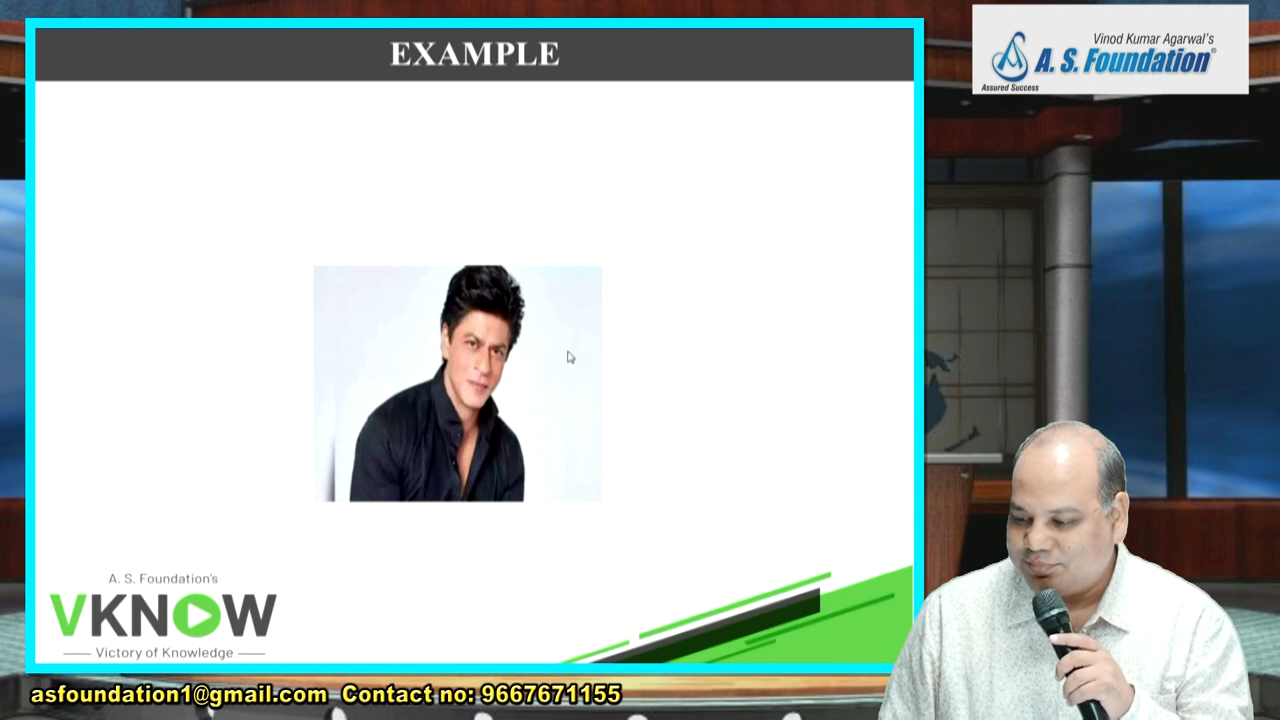 EXAMPLE
Vinod Kumar Agarwal's
A. S. Foundation®
Assured Success
A. S. Foundation's
VKNOW
Victory of Knowledge
asfoundation1@gmail.com Contact no: 9667671155